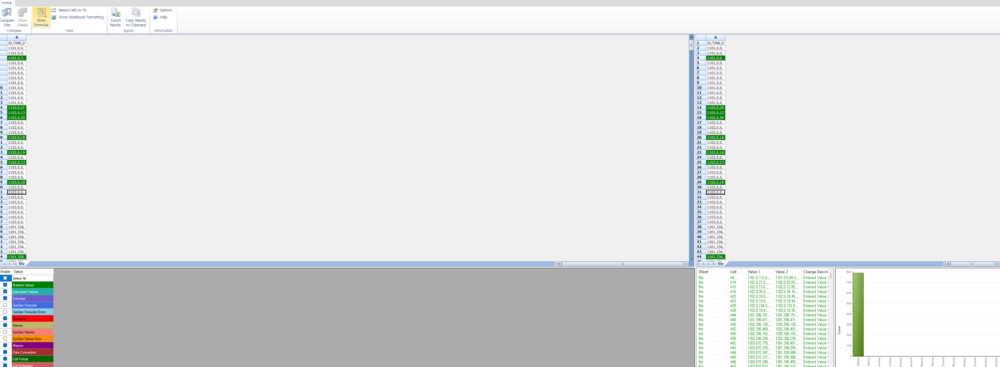 Home
Compare Files
Show Details
Show Formulas
Resize Cells to Fit
Show Workbook Formatting
Export Results
Copy Results to Clipboard
Options
Help
Compare
View
Export
Information
A
ID,TIME,D
1101,0,0,
1101,0,0,
1101,0,7,
1101,0,0,
1101,0,0,
1101,0,0,
1101,0,0,
1101,0,0,
0 1101,0,0,
1 1101,0,0,
2 1101,0,0,
3 1101,0,0,
4 1102,0,21
5 1102,0,13
6 1102,0,35
7 1102,0,0,
8 1102,0,0,
9 1102,0,0,
0 1102,0,18
1 1102,0,0,
2 1102,0,0,
3 1102,0,19
4 1102,0,0,
5 1102,0,13
6 1103,0,0,
7 1103,0,0,
8 1103,0,0,
9 1103,0,18
0 1103,0,0,
1 1103,0,0,
2 1103,0,0,
3 1103,0,0,
4 1103,0,0,
5 1103,0,0,
6 1103,0,0,
7 1103,0,0,
8 1201,336,
9 1201,336,
0 1201,336,
1 1201,336,
2 1201,336,
3 1201,336,
4 1201,336,
file
A
1 ID,TIME,D
2 1101,0,0,
3 1101,0,0,
4 1101,0,6.
5 1101,0,0,
6 1101,0,0,
7 1101,0,0,
8 1101,0,0,
9 1101,0,0,
10 1101,0,0,
11 1101,0,0,
12 1101,0,0,
13 1101,0,0,
14 1102,0,20
15 1102,0,12
16 1102,0,34
17 1102,0,0,
18 1102,0,0,
19 1102,0,0,
20 1102,0,18
21 1102,0,0,
22 1102,0,0,
23 1102,0,18
24 1102,0,0,
25 1102,0,13
26 1103,0,0,
27 1103,0,0,
28 1103,0,0,
29 1103,0,18
30 1103,0,0,
31 1103,0,0,
32 1103,0,0,
33 1103,0,0,
34 1103,0,0,
35 1103,0,0,
36 1103,0,0,
37 1103,0,0,
38 1201,336,
39 1201,336,
40 1201,336,
41 1201,336,
42 1201,336,
43 1201,336,
44 1201,336,
file
Enable Option
Select All
Entered Values
Calculated Values
Formulas
SysGen Formulas
SysGen Formulas Errors
Structural
Names
SysGen Names
SysGen Names Error
Macros
Data Connection
Cell Format
Cell Protection
Sheet Cell Value 1 Value 2 Change Descri
file A4 1101,0,7,0,G... 1101,0,6,65,0... Entered Value
file A14 1102,0,21,0,... 1102,0,20,83,... Entered Value
file A15 1102,0,13,0,... 1102,0,12,85,... Entered Value
file A16 1102,0,35,0,... 1102,0,34,76,... Entered Value
file A20 1102,0,18,0,... 1102,0,18,49,... Entered Value
file A23 1102,0,19,0,... 1102,0,18,94,... Entered Value
file A25 1102,0,134,0,... 1102,0,133,8... Entered Value
file A29 1103,0,18,0,... 1103,0,18,39,... Entered Value
file A44 1201,336,151... 1201,336,151... Entered Value
file A46 1201,336,471... 1201,336,471... Entered Value
file A50 1202,336,126... 1202,336,126... Entered Value
file A52 1202,336,408... 1202,336,407... Entered Value
file A56 1202,336,152... 1202,336,152... Entered Value
file A58 1202,336,239... 1202,336,239... Entered Value
file A62 1203,672,775... 1301,336,407... Entered Value
file A63 1203,672,235... 1301,336,254... Entered Value
file A64 1203,672,347... 1301,336,689... Entered Value
file A65 1203,672,121... 1301,336,908... Entered Value
file A66 1203,672,280... 1301,336,450... Entered Value
file A67 1203,672,837... 1301,336,714... Entered Value
800
700
600
500
400
300
200
100
0
Count
Values
Values
rmulas
rmulas
Errors)
uctural
Names
Names
(Errors)
Macros
nection
Format
tection
tection